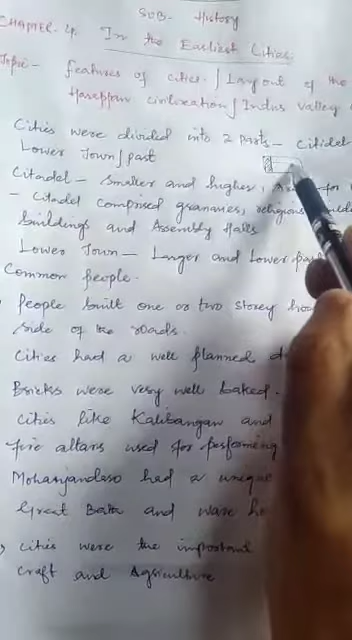 SUB- History
CHAPTER-4. In the Earliest Cities.
Topic- features of cities / Layout of the
Harappan civilization / Indus valley
Cities were divided into 2 parts - Citidel
Lower Town / part
Citadel - smaller and higher,
- Citadel comprised granaries, religious
buildings and Assembly Halls
Lower Town - Larger and Lower
Common people.
People built one or two storey
side of the roads.
Cities had a well planned
Bricks were very well baked.
Cities like Kalibangan and
fire altars used for performing
Mohanjandaso had a unique
Great Bath and ware
Cities were the important
craft and Agriculture